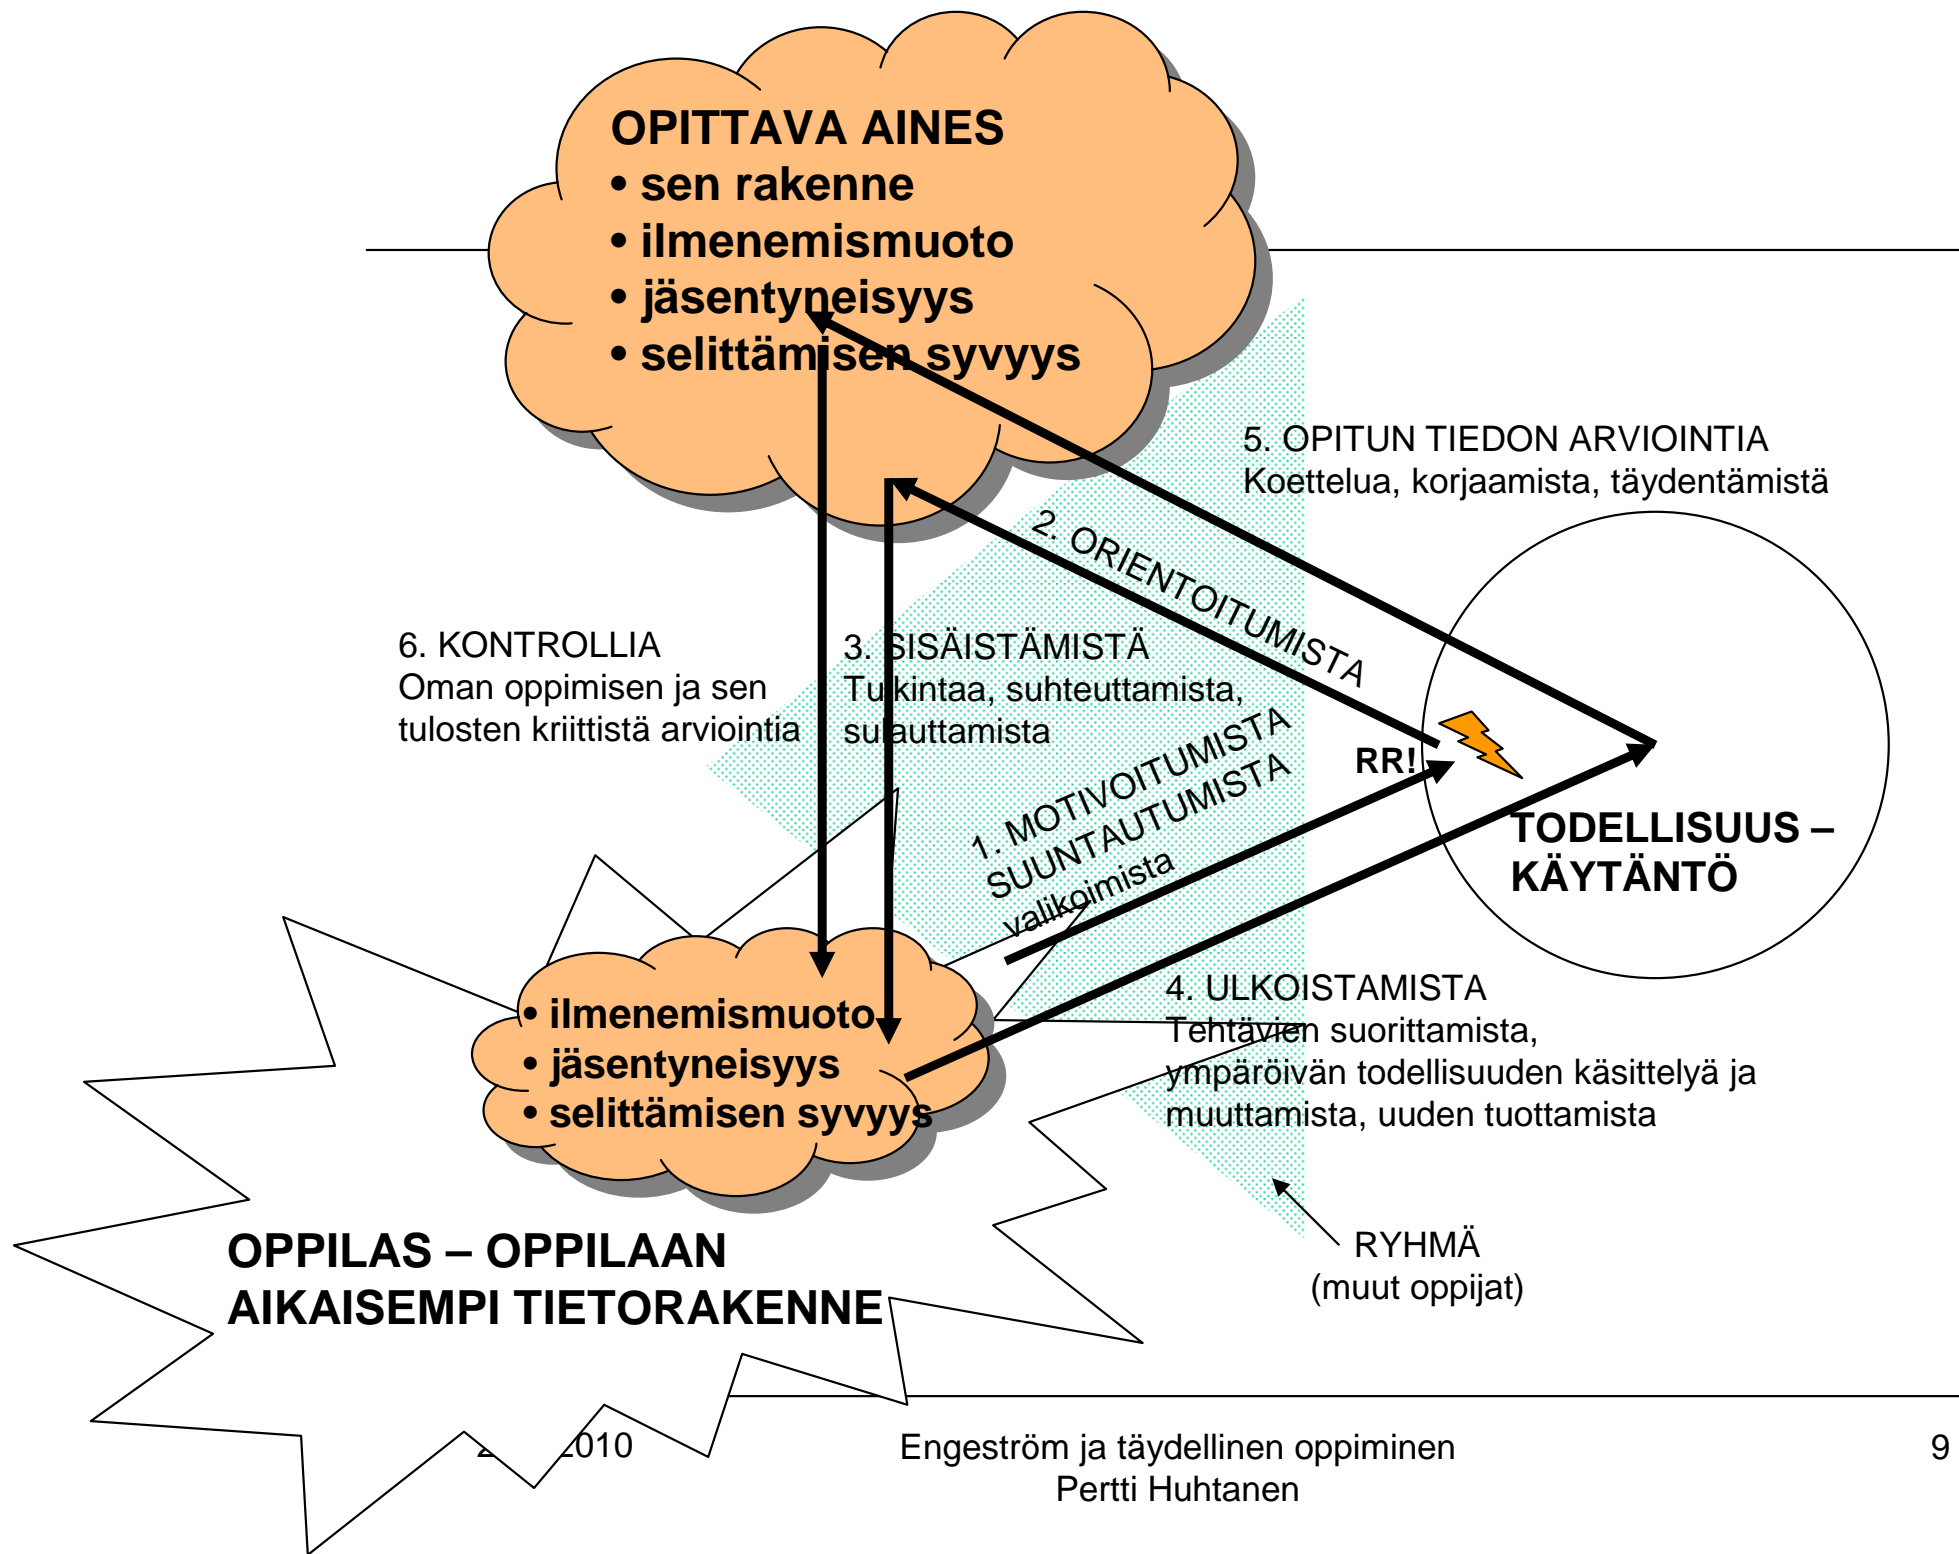 OPITTAVA AINES
• sen rakenne
• ilmenemismuoto
• jäsentyneisyys
• selittämisen syvyys
5. OPITUN TIEDON ARVIOINTIA
Koettelua, korjaamista, täydentämistä
2. ORIENTOITUMISTA
6. KONTROLLIA
Oman oppimisen ja sen
tulosten kriittistä arviointia
3. SISÄISTÄMISTÄ
Tulkintaa, suhteuttamista,
sulauttamista
1. MOTIVOITUMISTA
SUUNTAUTUMISTA
valikoimista
RR!
TODELLISUUS –
KÄYTÄNTÖ
4. ULKOISTAMISTA
Tehtävien suorittamista,
ympäröivän todellisuuden käsittelyä ja
muuttamista, uuden tuottamista
• ilmenemismuoto
• jäsentyneisyys
• selittämisen syvyys
OPPILAS – OPPILAAN
AIKAISEMPI TIETORAKENNE
RYHMÄ
(muut oppijat)
Engeström ja täydellinen oppiminen
Pertti Huhtanen
9